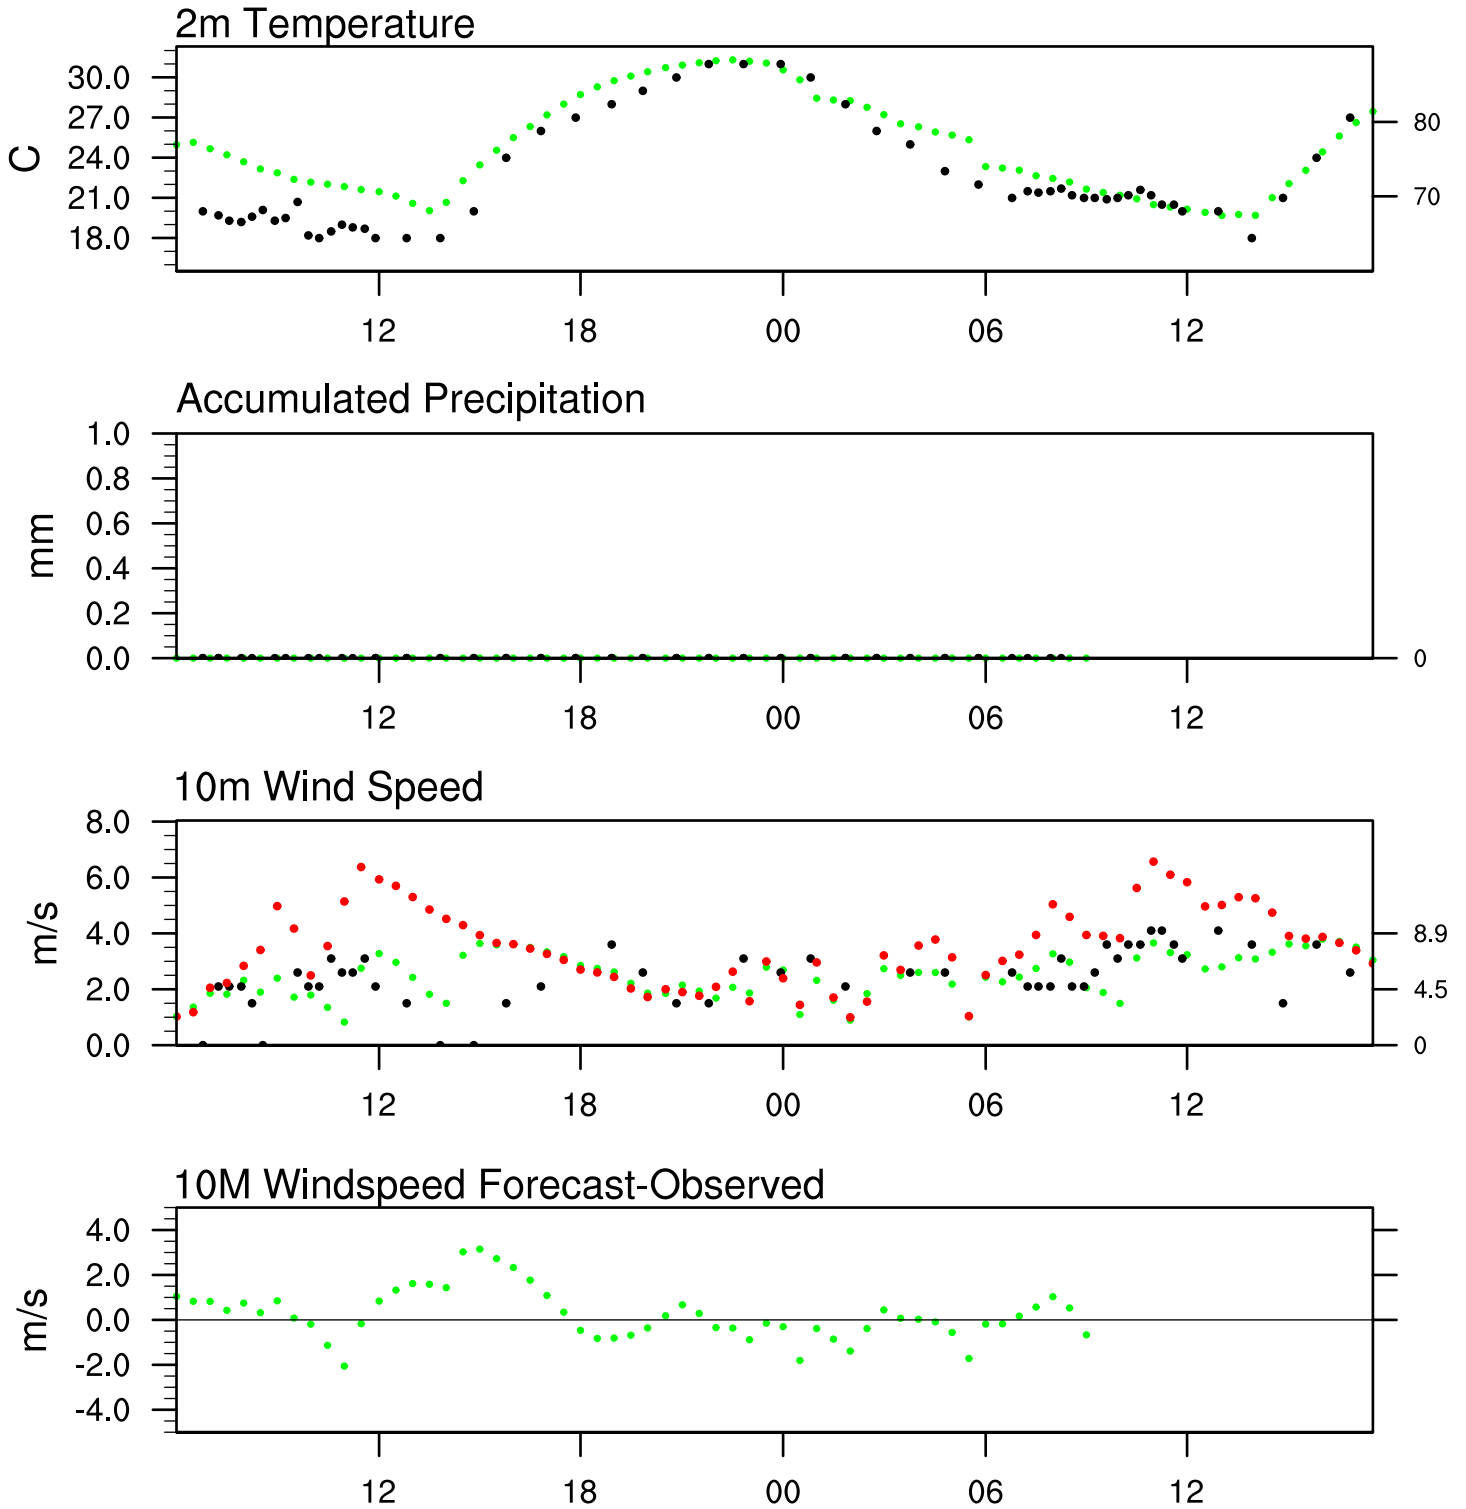 2m Temperature
30.0
27.0
24.0
21.0
18.0
C
80
70
12 18 00 06 12
Accumulated Precipitation
1.0
0.8
0.6
0.4
0.2
0.0
mm
0
12 18 00 06 12
10m Wind Speed
8.0
6.0
4.0
2.0
0.0
m/s
8.9
4.5
0
12 18 00 06 12
10M Windspeed Forecast-Observed
4.0
2.0
0.0
-2.0
-4.0
m/s
12 18 00 06 12